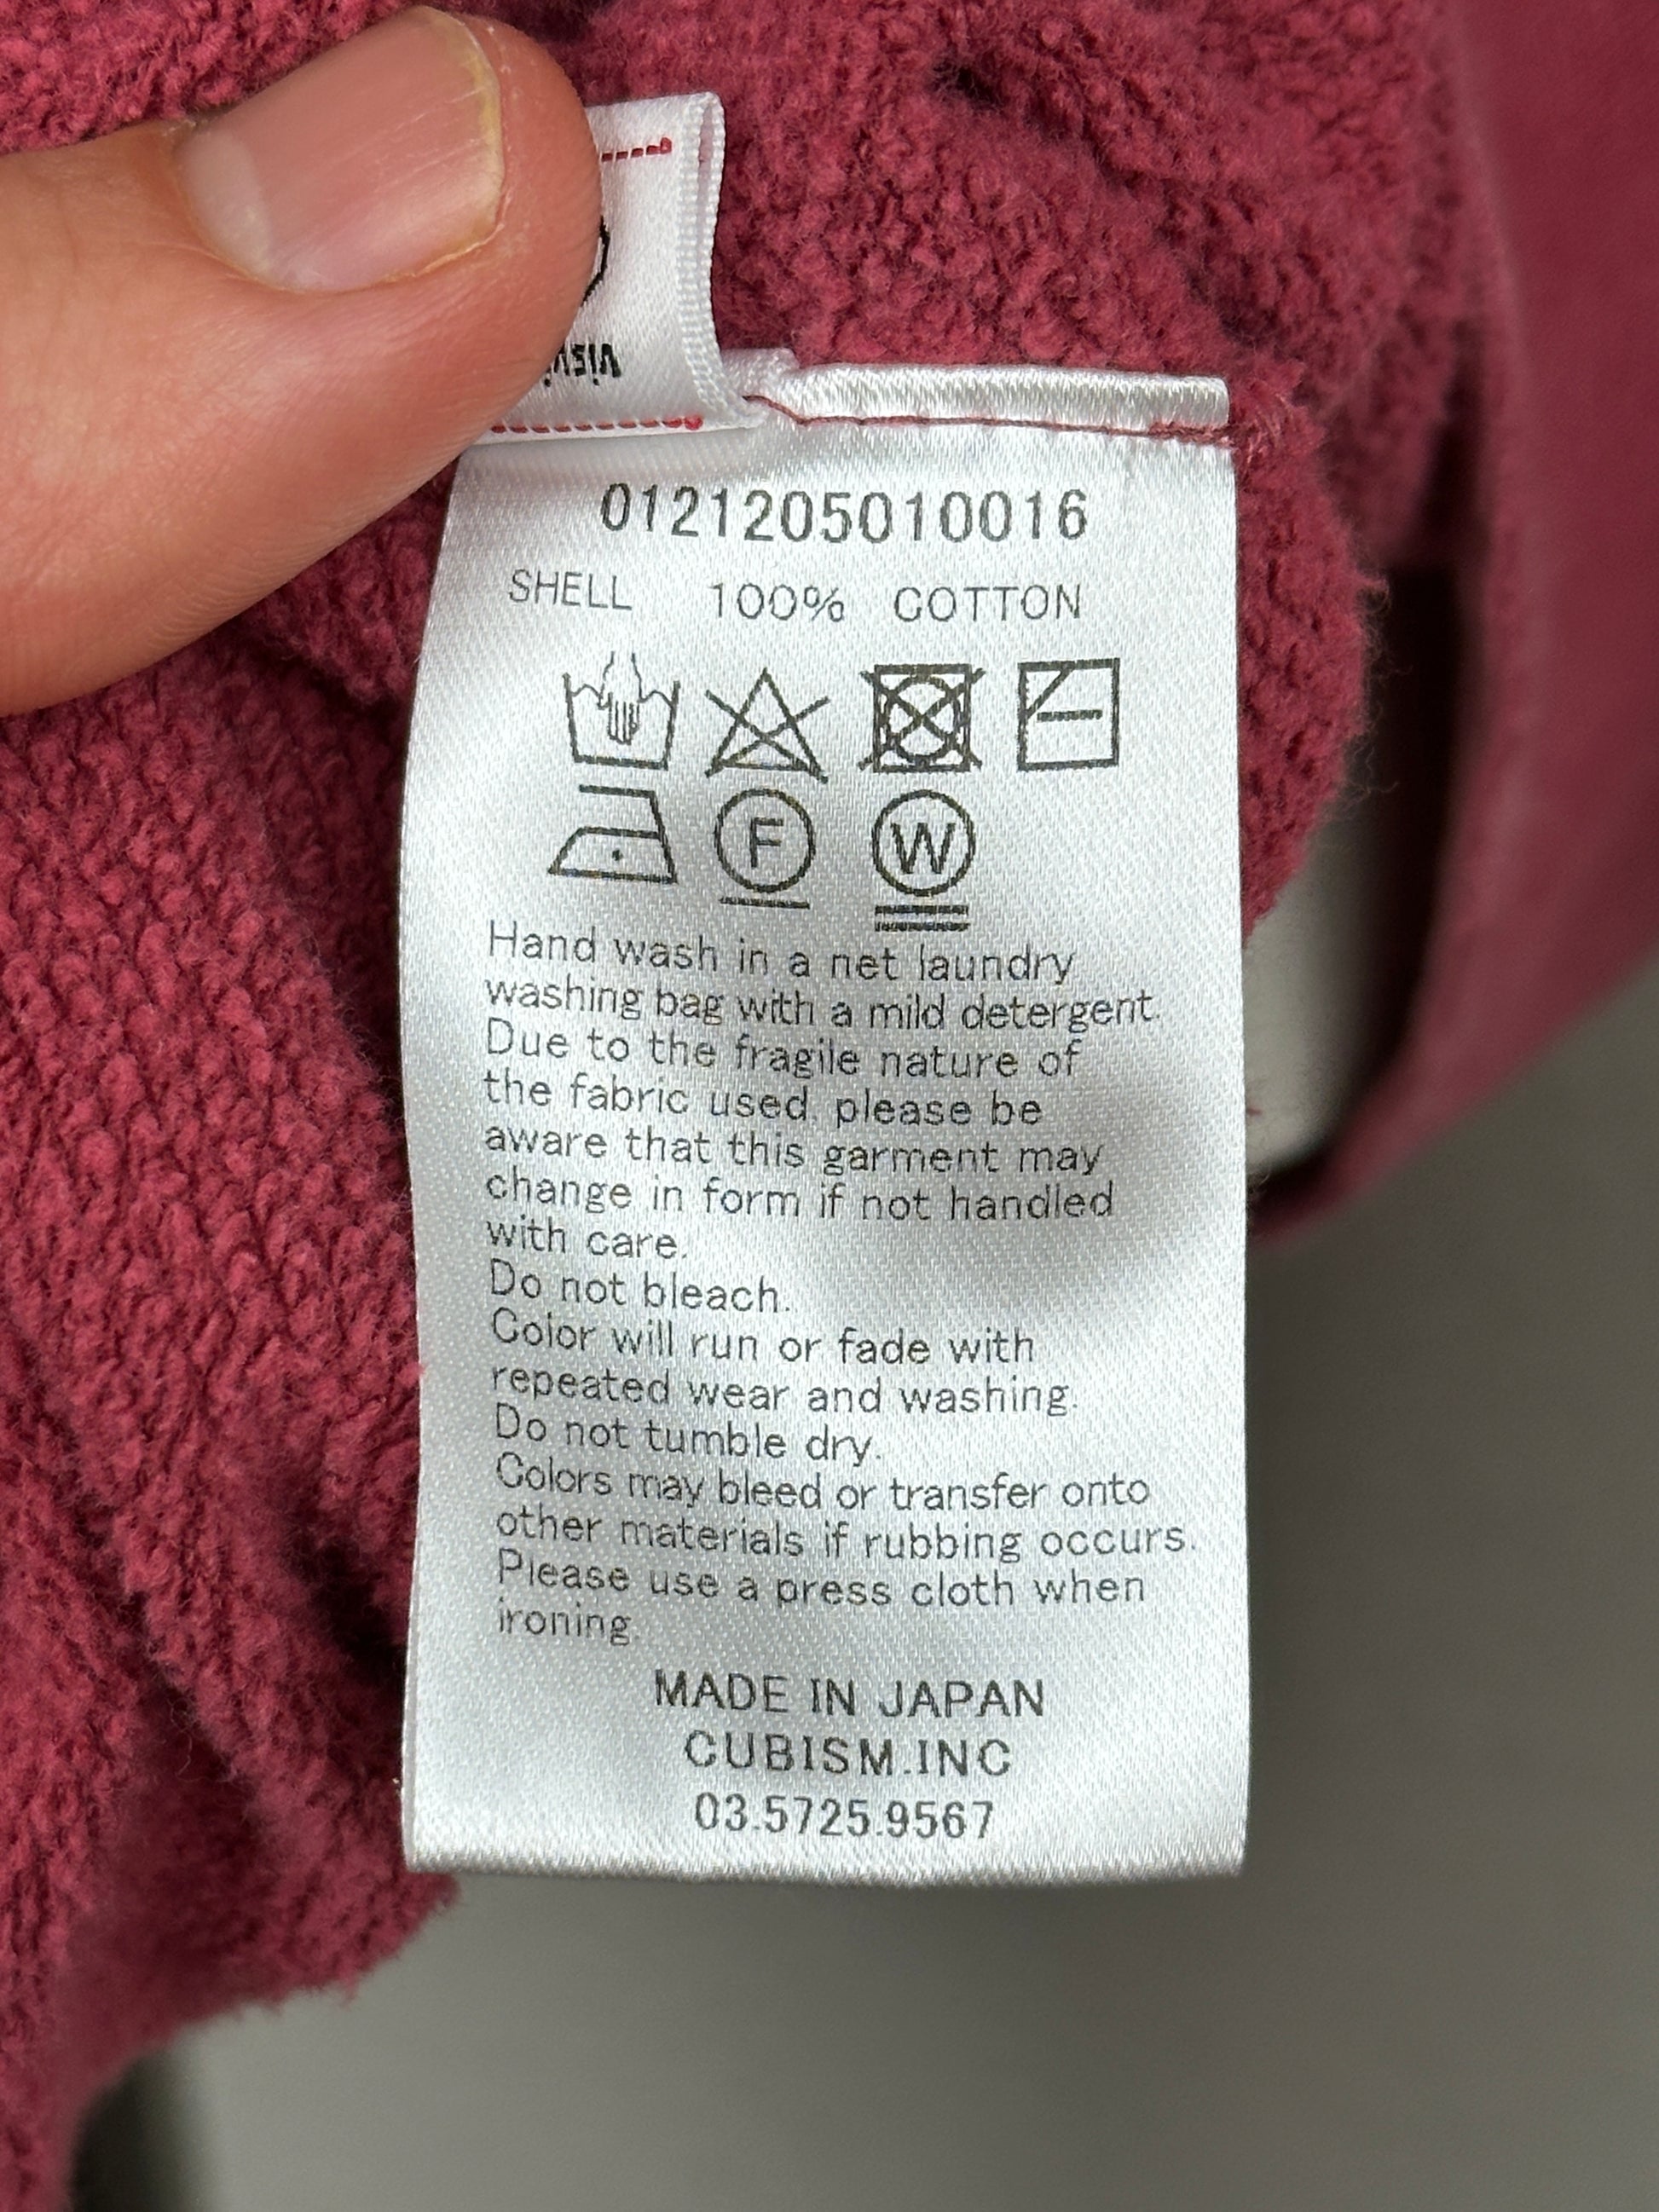 0121205010016
SHELL 100% COTTON
F W
Hand wash in a net laundry
washing bag with a mild detergent.
Due to the fragile nature of
the fabric used, please be
aware that this garment may
change in form if not handled
with care.
Do not bleach.
Color will run or fade with
repeated wear and washing.
Do not tumble dry.
Colors may bleed or transfer onto
other materials if rubbing occurs.
Please use a press cloth when
ironing.
MADE IN JAPAN
CUBISM.INC
03.5725.9567